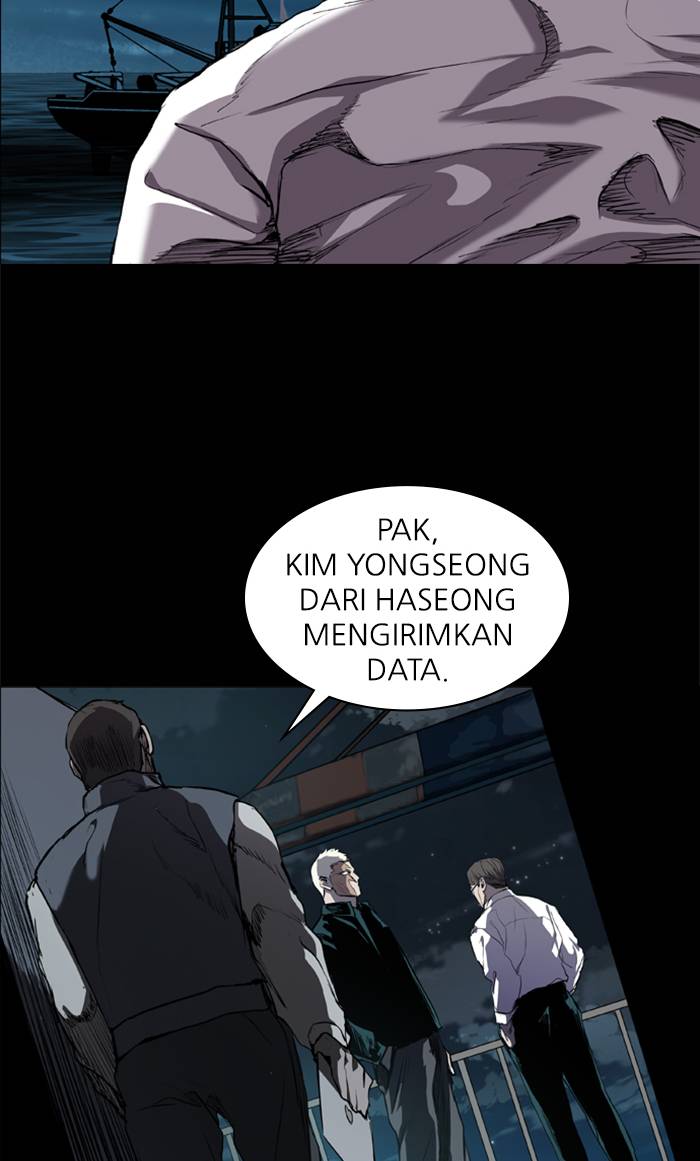 PAK,
KIM YONGSEONG
DARI HASEONG
MENGIRIMKAN
DATA.